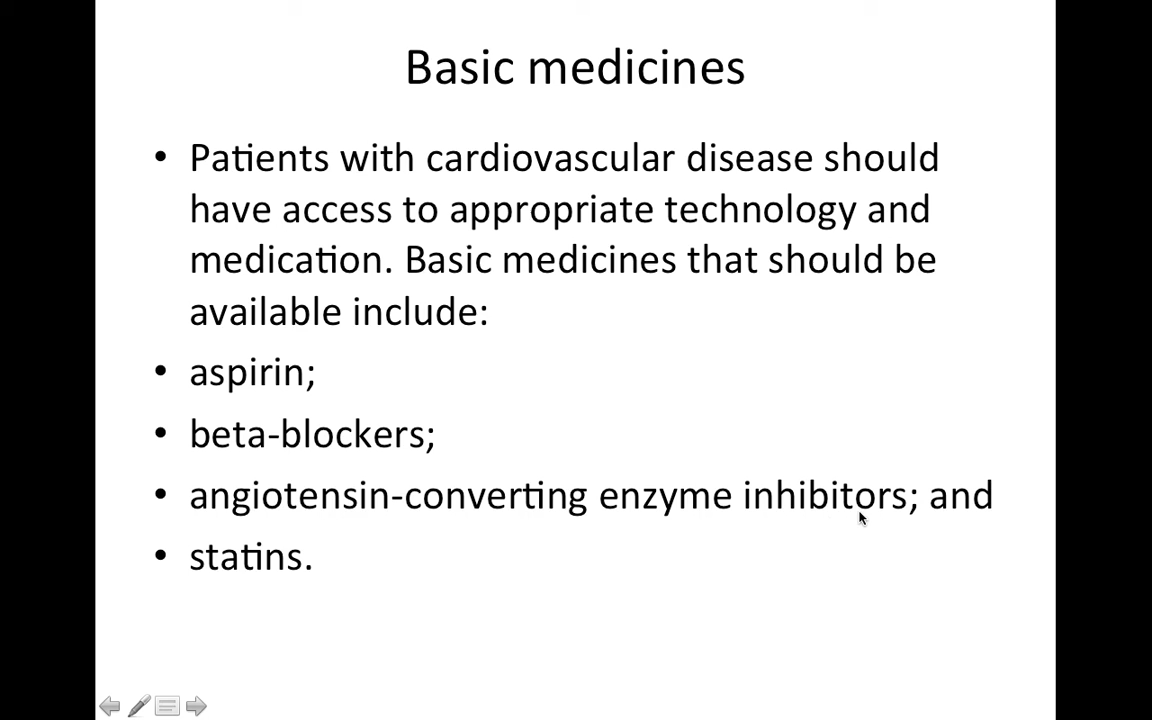 Basic medicines
• Patients with cardiovascular disease should
have access to appropriate technology and
medication. Basic medicines that should be
available include:
• aspirin;
• beta-blockers;
• angiotensin-converting enzyme inhibitors; and
• statins.